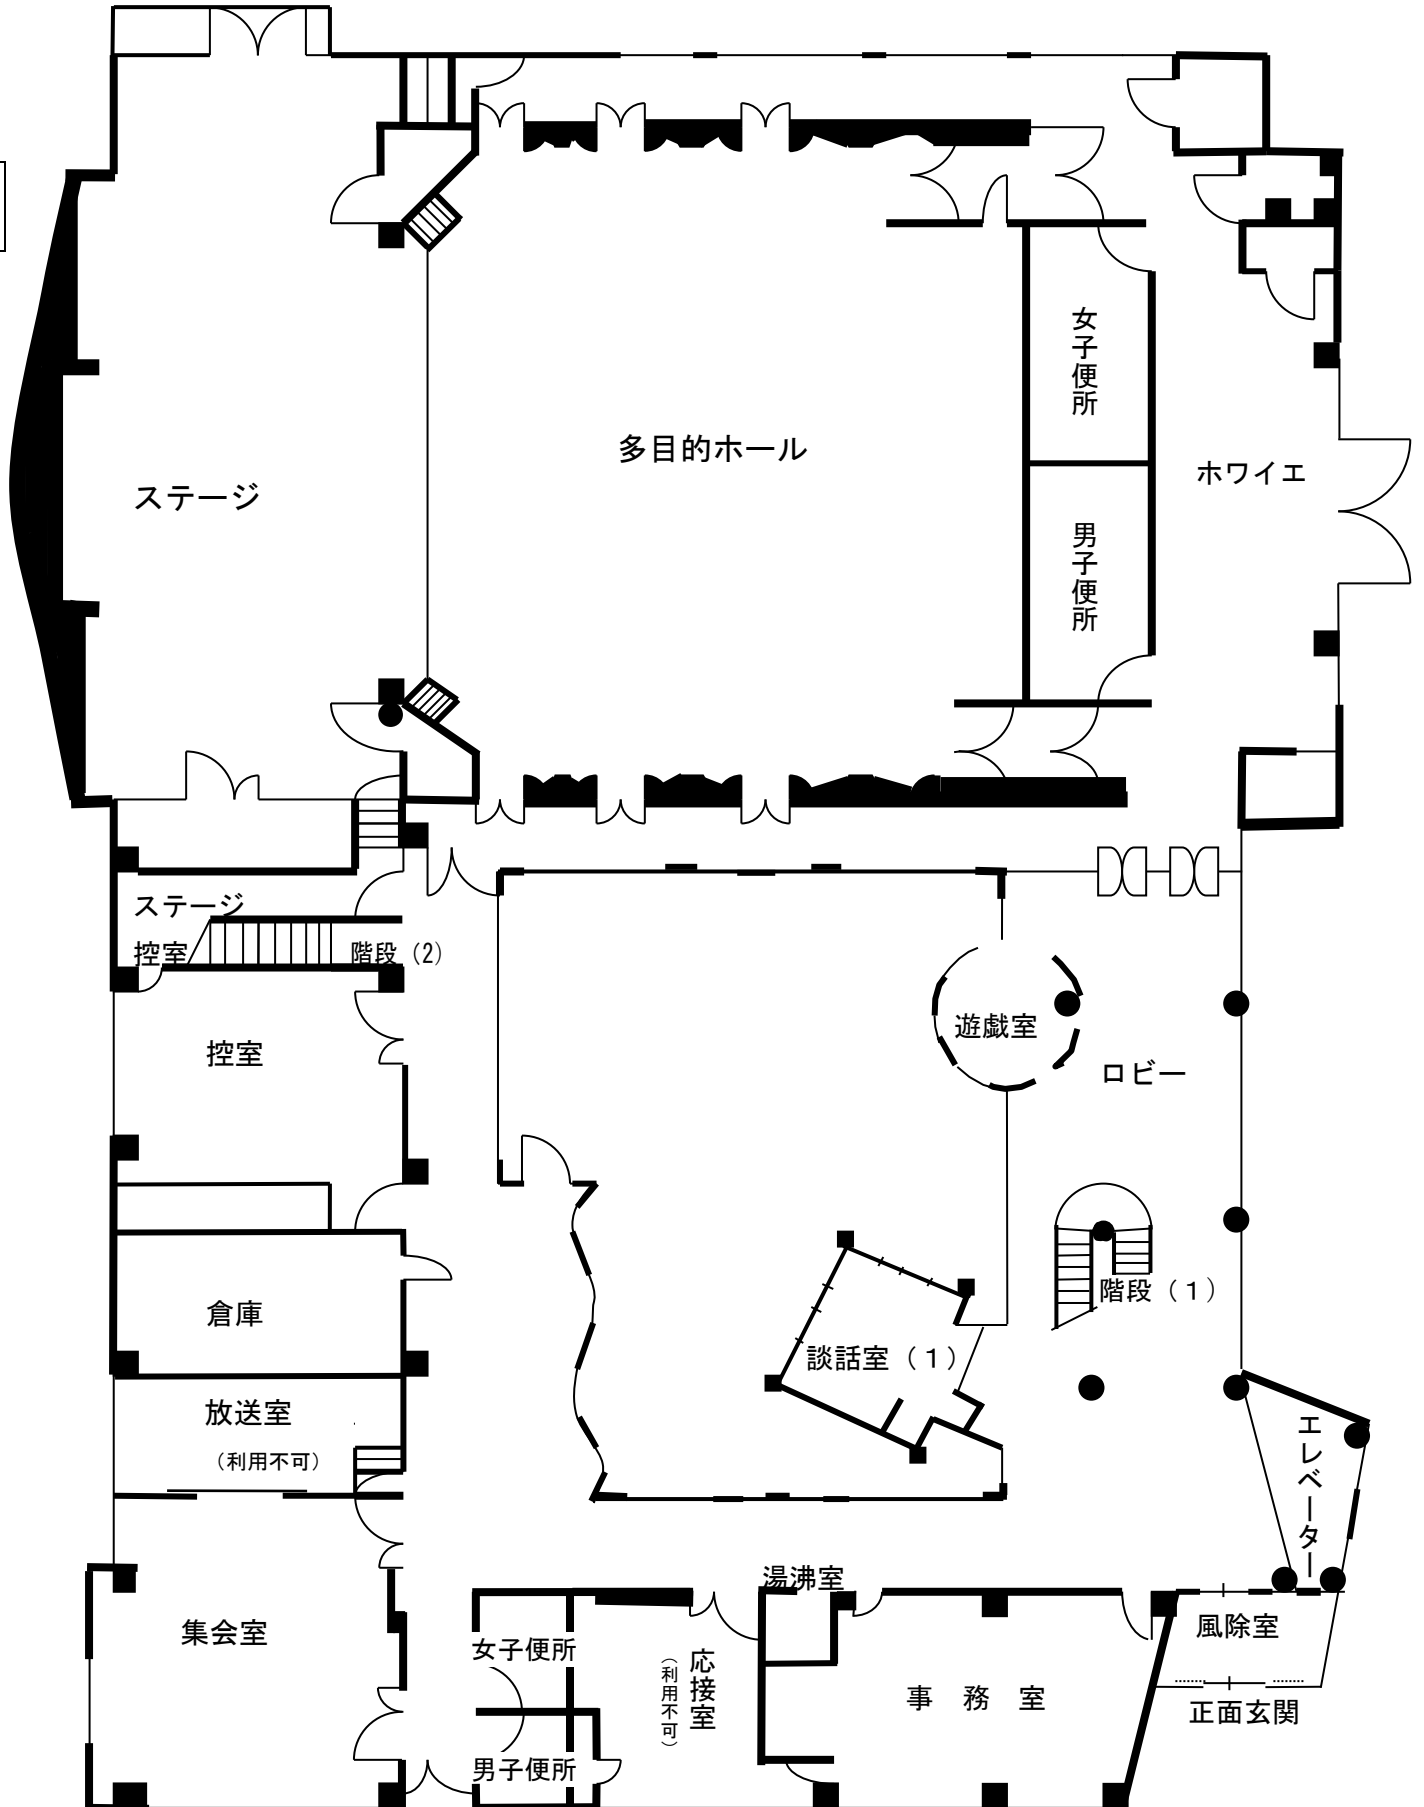 女子便所
多目的ホール
ホワイエ
ステージ
男子便所
ステージ
控室
階段（2）
遊戯室
控室
ロビー
階段（１）
倉庫
談話室（１）
放送室
（利用不可）
エレベーター
湯沸室
集会室
風除室
女子便所
応接室
（利用不可）
事　務　室
正面玄関
男子便所